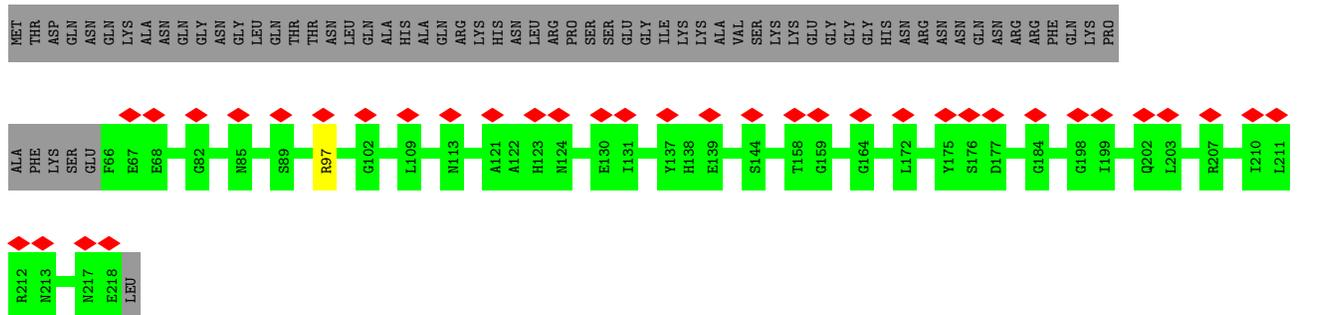 MET THR ASP GLN ASN GLN LYS ALA ASN GLN GLY ASN GLY LEU GLN THR THR ASN LEU GLN ALA HIS ALA GLN ARG LYS HIS ASN LEU ARG PRO SER SER GLU GLY ILE LYS LYS ALA VAL SER LYS LYS GLU GLY GLY GLY HIS ASN ARG ASN ASN GLN ASN ARG ARG PHE GLN LYS PRO
ALA PHE LYS SER GLU F66 E67 E68 G82 N85 S89 R97 G102 L109 N113 A121 A122 H123 N124 E130 I131 Y137 H138 E139 S144 T158 G159 G164 L172 Y175 S176 D177 G184 G198 I199 Q202 L203 R207 I210 L211
R212 N213 N217 E218 LEU